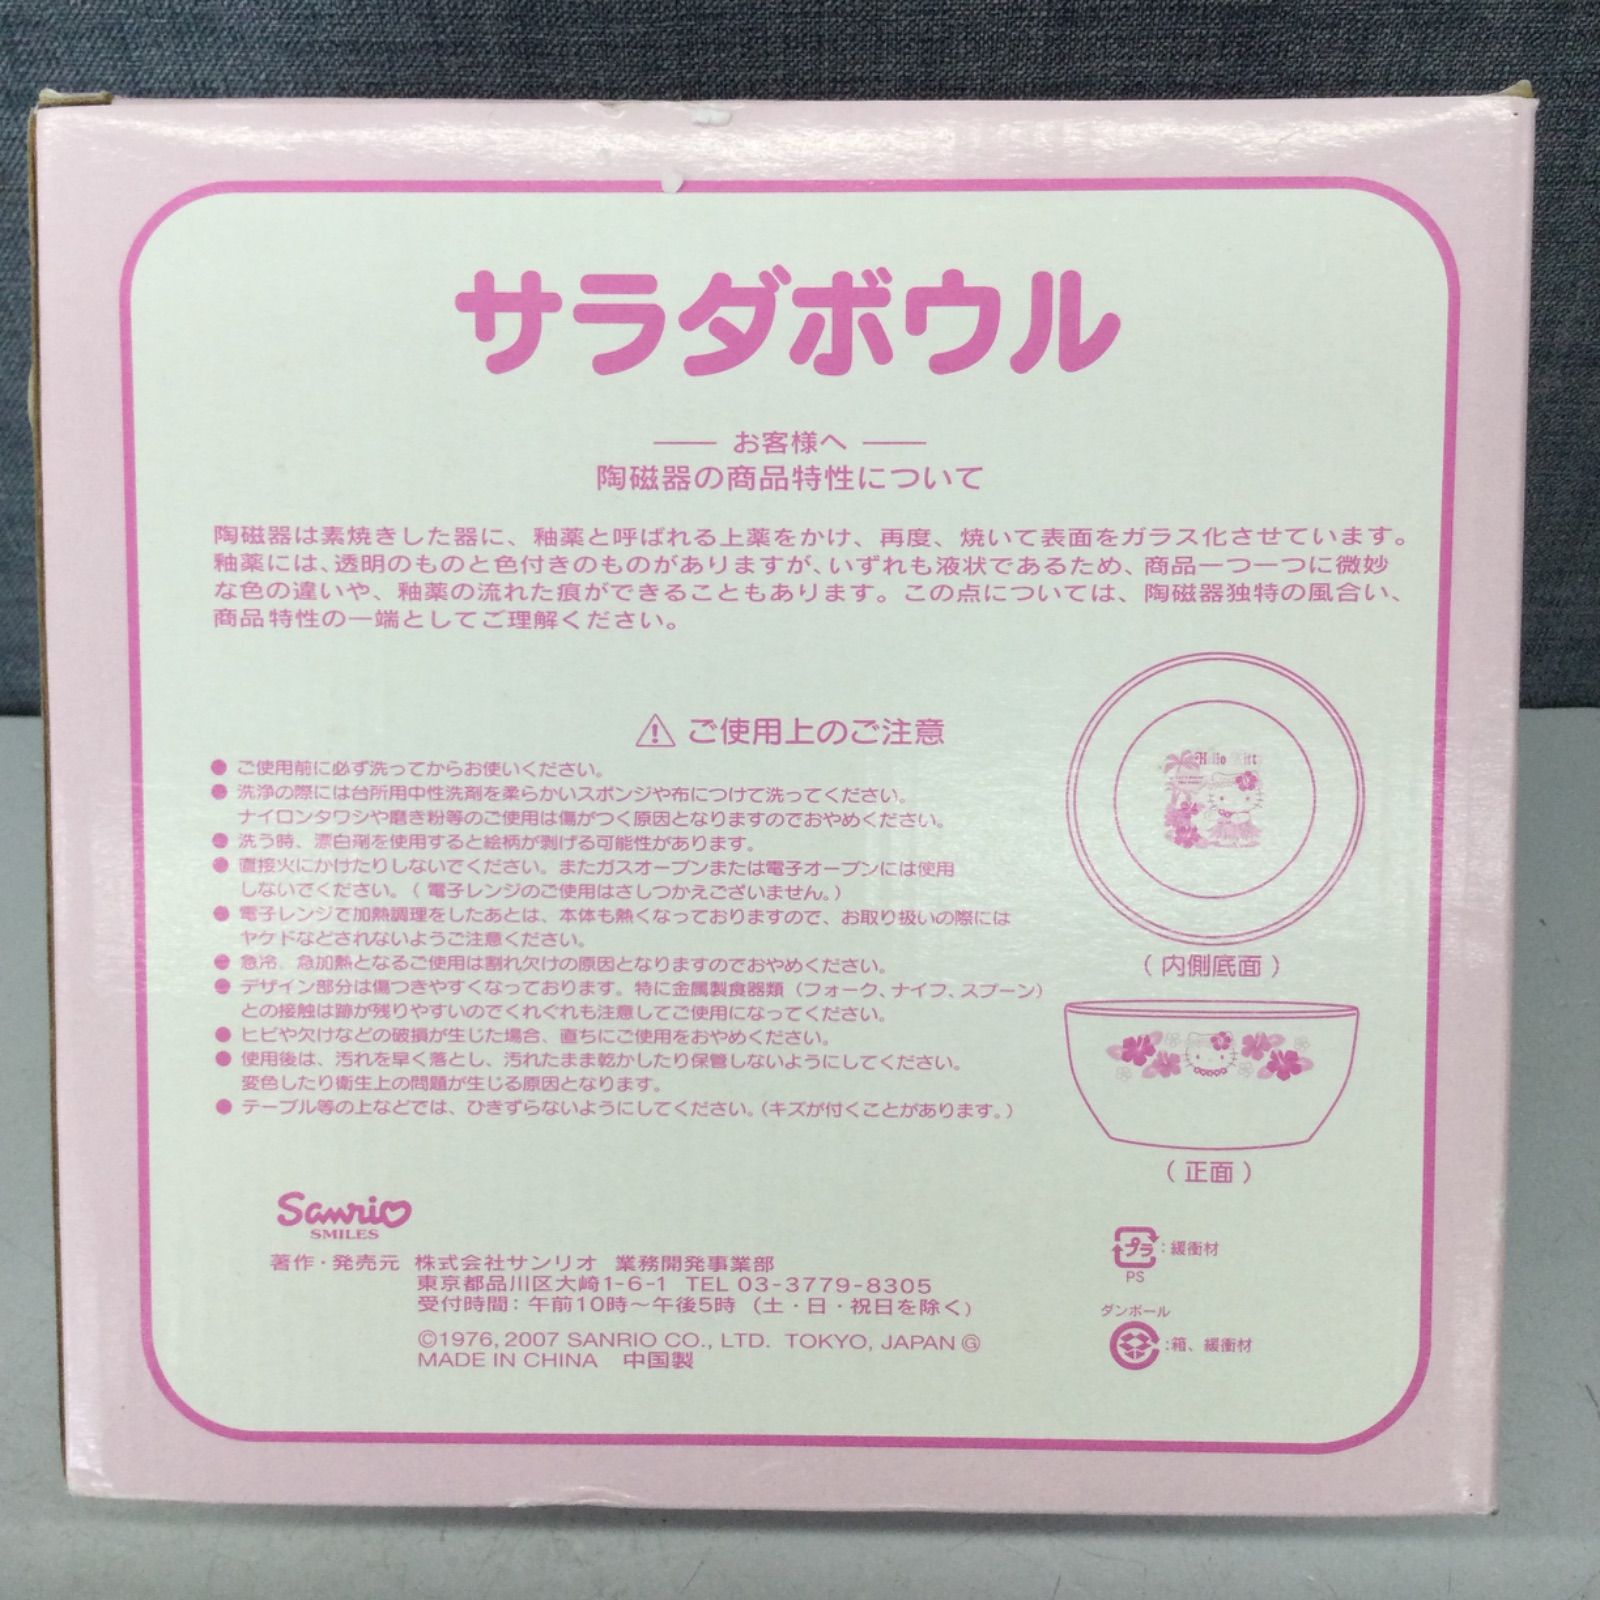 サラダボウル
お客様へ
陶磁器の商品特性について
陶磁器は素焼きした器に、釉薬と呼ばれる上薬をかけ、再度、焼いて表面をガラス化させています。
釉薬には、透明のものと色付きのものがありますが、いずれも液状であるため、商品一つ一つに微妙
な色の違いや、釉薬の流れた痕ができることもあります。この点については、陶磁器独特の風合い、
商品特性の一端としてご理解ください。
ご使用上のご注意
● ご使用前に必ず洗ってからお使いください。
● 洗浄の際には台所用中性洗剤を柔らかいスポンジや布につけて洗ってください。
ナイロンタワシや磨き粉等のご使用は傷がつく原因となりますのでおやめください。
● 洗う時、漂白剤を使用すると絵柄が剥げる可能性があります。
● 直接火にかけたりしないでください。またガスオーブンまたは電子オーブンには使用
しないでください。（電子レンジのご使用はさしつかえございません。）
● 電子レンジで加熱調理をしたあとは、本体も熱くなっておりますので、お取り扱いの際には
ヤケドなどされないようご注意ください。
● 急冷、急加熱となるご使用は割れ欠けの原因となりますのでおやめください。
● デザイン部分は傷つきやすくなっております。特に金属製食器類（フォーク、ナイフ、スプーン）
との接触は跡が残りやすいのでくれぐれも注意してご使用になってください。
● ヒビや欠けなどの破損が生じた場合、直ちにご使用をおやめください。
● 使用後は、汚れを早く落とし、汚れたまま乾かしたり保管しないようにしてください。
変色したり衛生上の問題が生じる原因となります。
● テーブル等の上などでは、ひきずらないようにしてください。（キズが付くことがあります。）
Hello Kitty
（内側底面）
（正面）
Sanrio
SMILES
著作・発売元 株式会社サンリオ 業務開発事業部
東京都品川区大崎1-6-1 TEL 03-3779-8305
受付時間：午前10時〜午後5時（土・日・祝日を除く）
©1976, 2007 SANRIO CO., LTD. TOKYO, JAPAN Ⓖ
MADE IN CHINA 中国製
プラ：緩衝材
PS
ダンボール
：箱、緩衝材